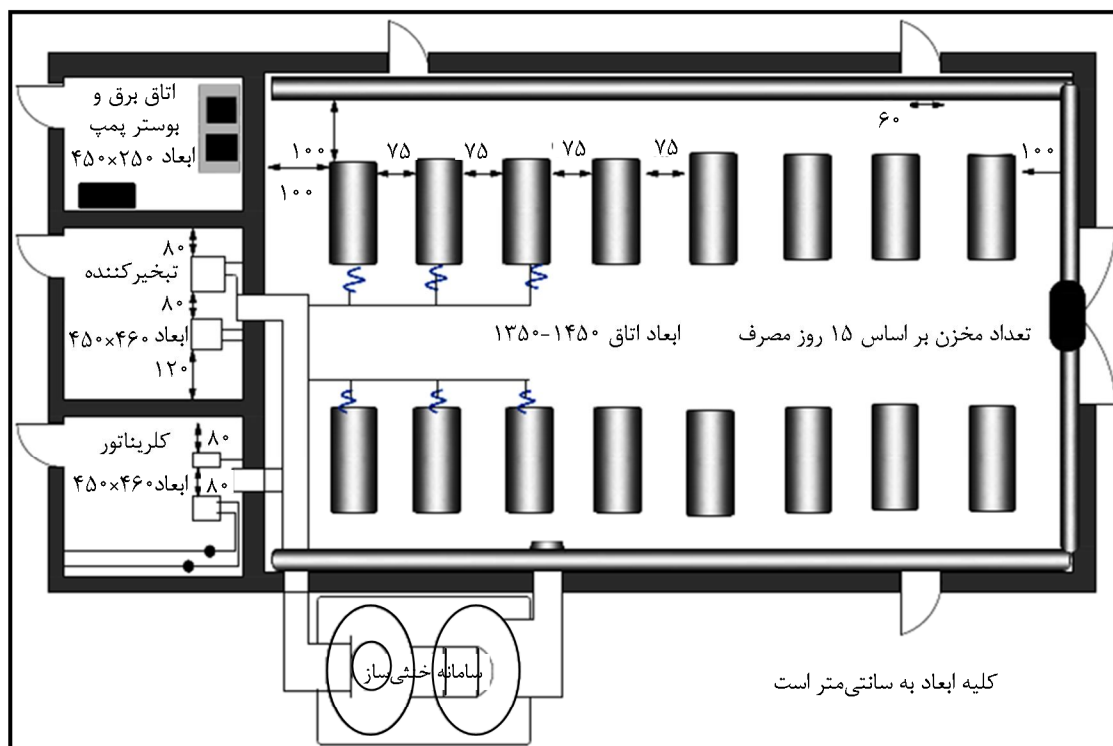 اتاق برق و
بوستر پمپ
ابعاد ۲۵۰×۴۵۰
۱۰۰
۱۰۰
۷۵
۷۵
۷۵
۷۵
۶۰
۱۰۰
۸۰
تبخیرکننده
۸۰
ابعاد ۴۶۰×۴۵۰
۱۲۰
ابعاد اتاق ۱۴۵۰-۱۳۵۰
تعداد مخزن بر اساس ۱۵ روز مصرف
کلریناتور
۸۰
ابعاد ۴۶۰×۴۵۰
۸۰
سامانه خنثی‌ساز
کلیه ابعاد به سانتی‌متر است